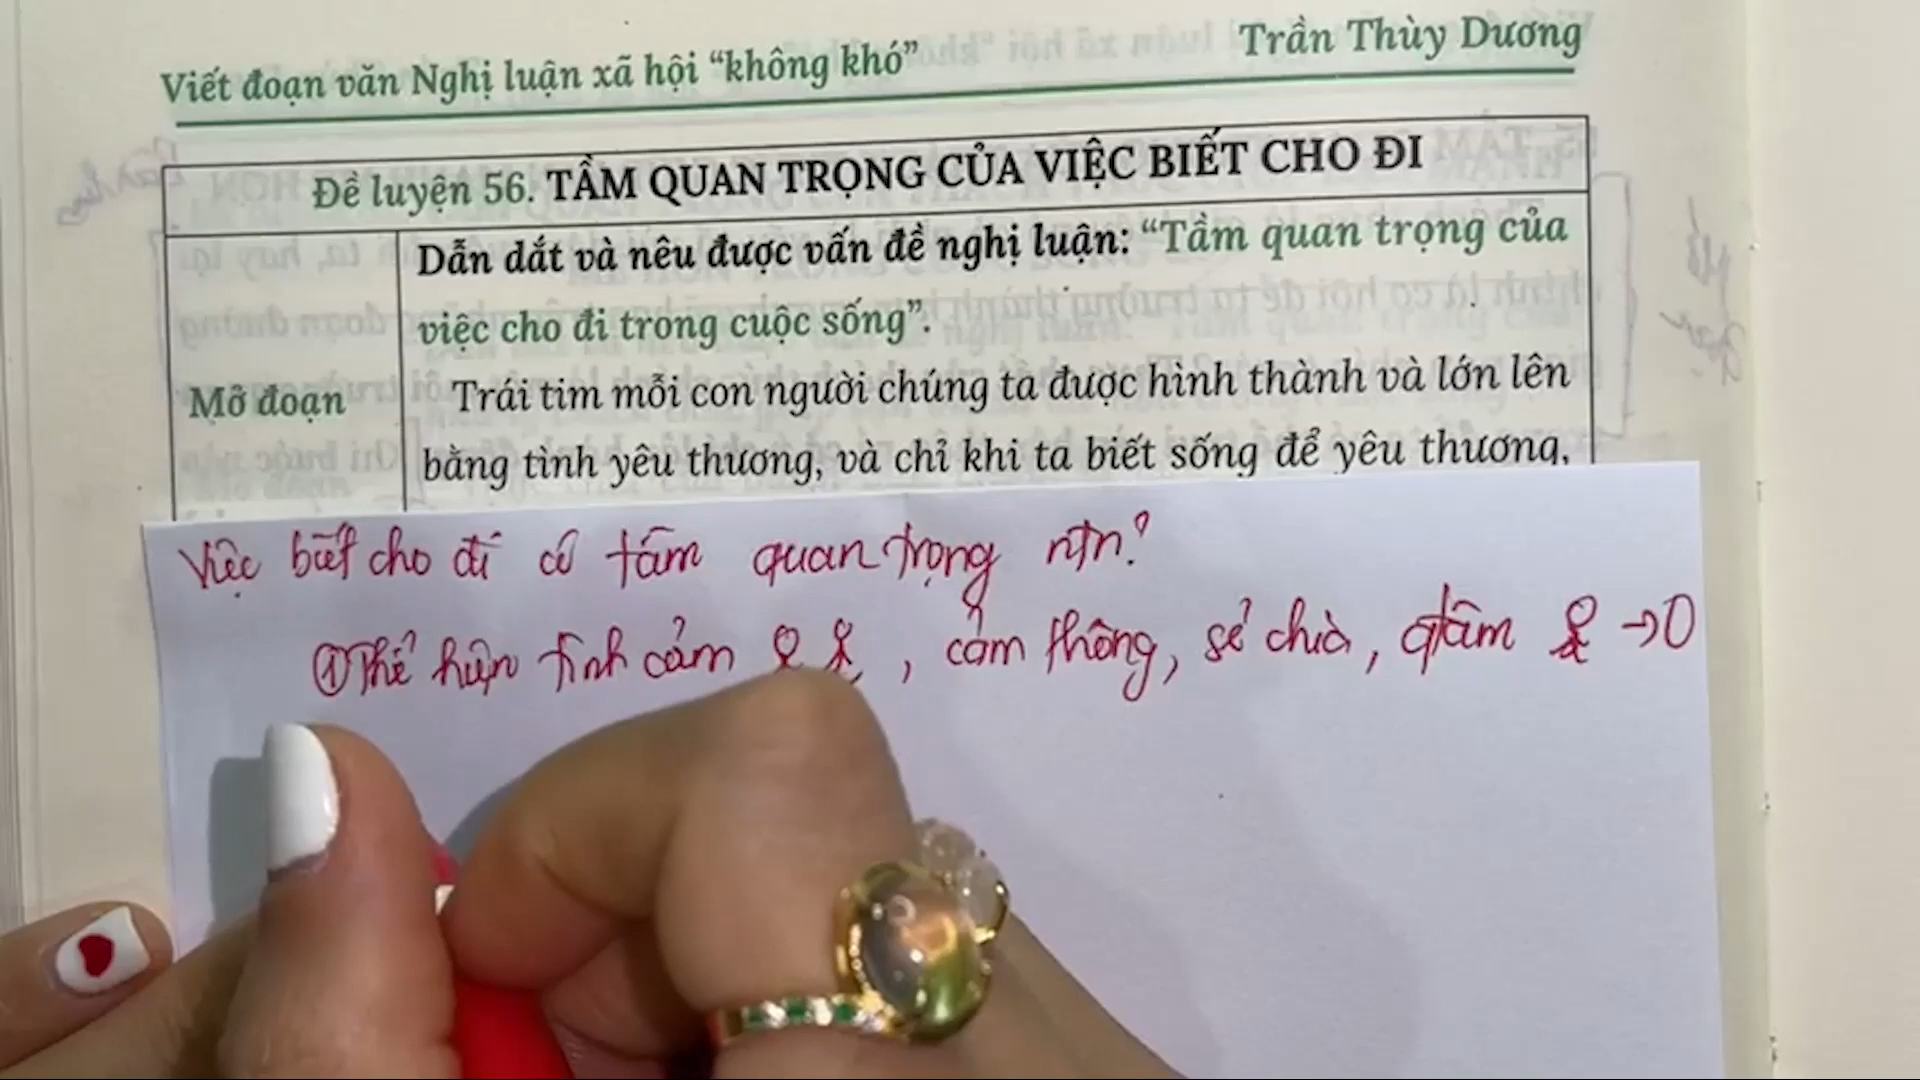 Viết đoạn văn Nghị luận xã hội “không khó”
Trần Thùy Dương
Đề luyện 56. TẦM QUAN TRỌNG CỦA VIỆC BIẾT CHO ĐI
Mở đoạn
Dẫn dắt và nêu được vấn đề nghị luận: “Tầm quan trọng của
việc cho đi trong cuộc sống”.
Trái tim mỗi con người chúng ta được hình thành và lớn lên
bằng tình yêu thương, và chỉ khi ta biết sống để yêu thương,
Việc biết cho đi có tầm quan trọng ntn?
① Thể hiện tình cảm , cảm thông, sẻ chia, qtâm →